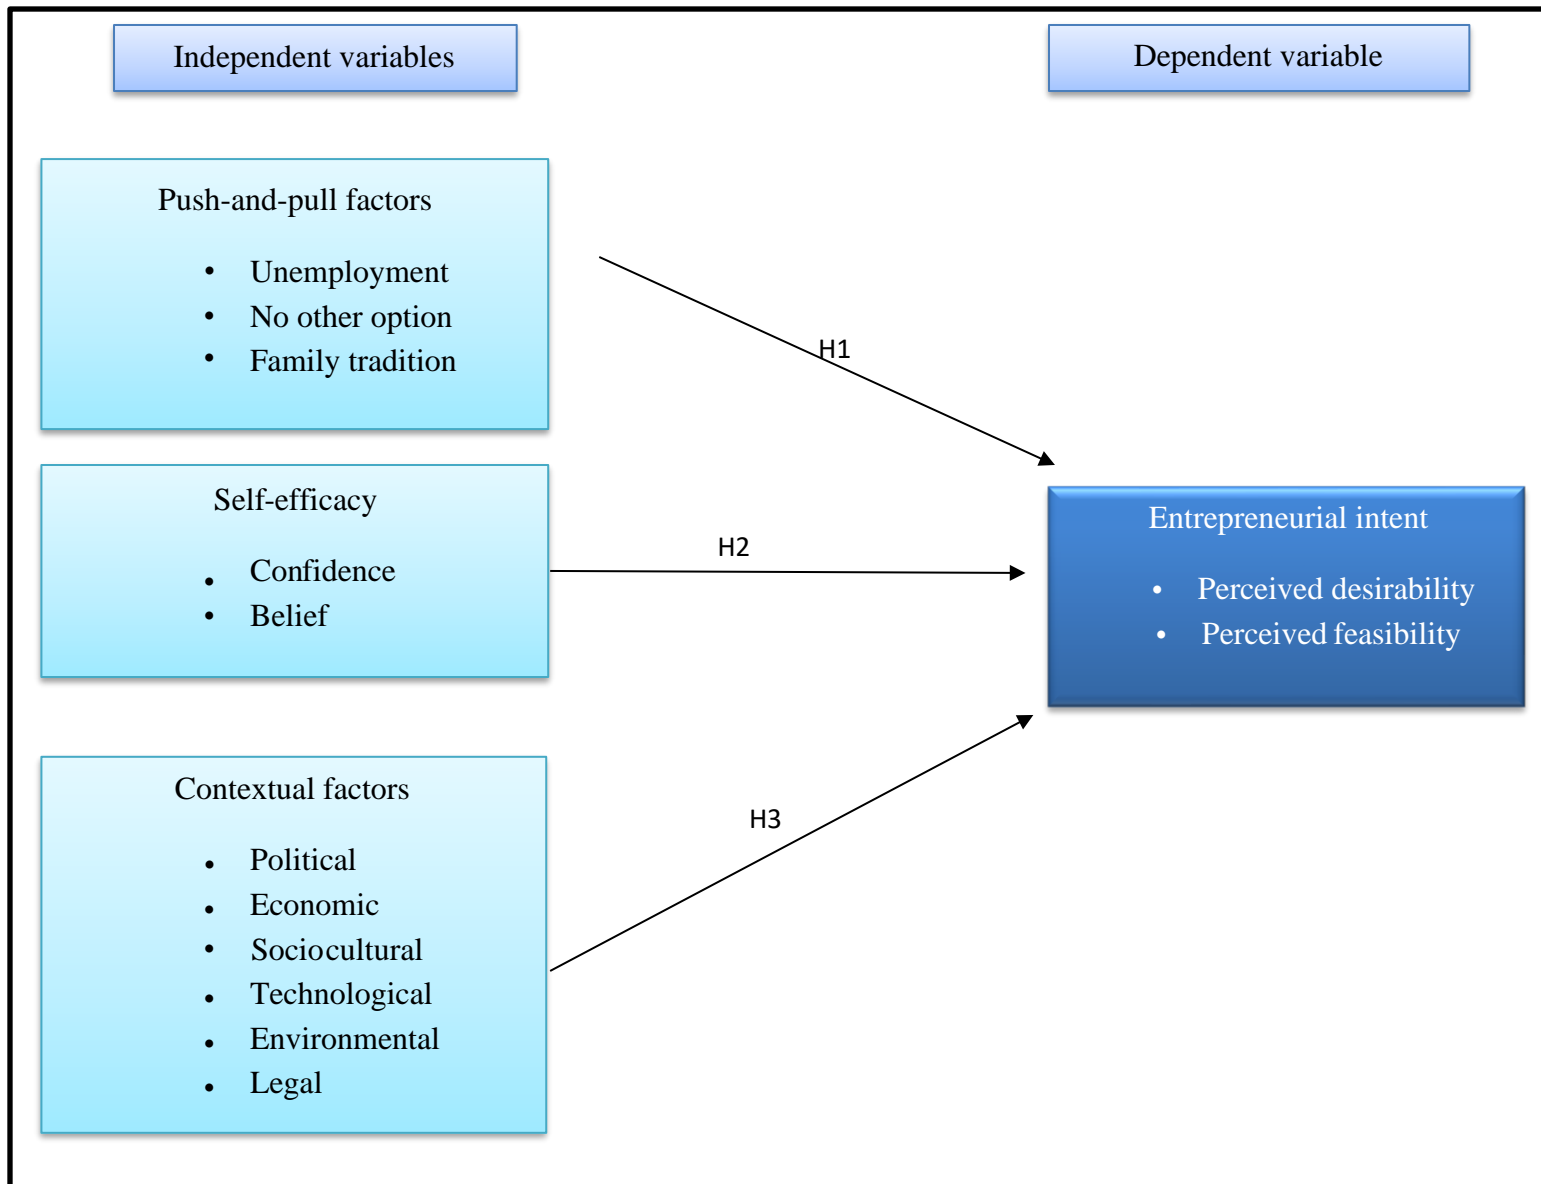 Independent variables
Dependent variable
Push-and-pull factors
• Unemployment
• No other option
• Family tradition
H1
Self-efficacy
• Confidence
• Belief
H2
Entrepreneurial intent
• Perceived desirability
• Perceived feasibility
Contextual factors
• Political
• Economic
• Sociocultural
• Technological
• Environmental
• Legal
H3